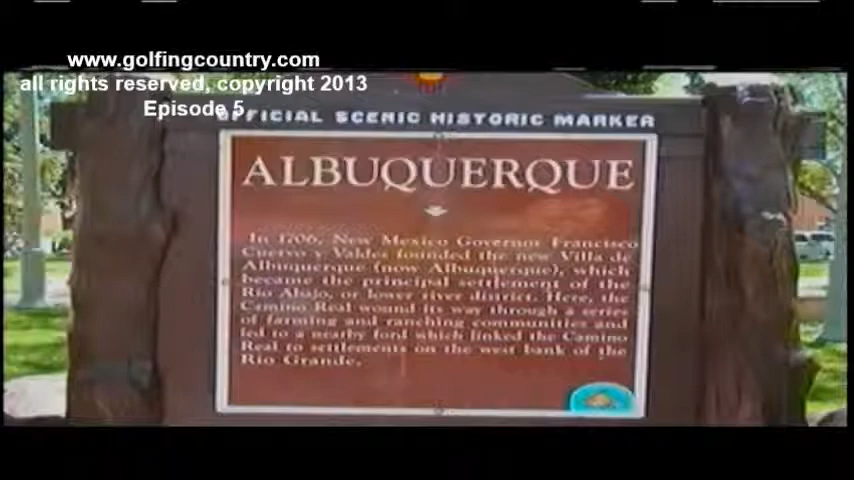 www.golfingcountry.com
all rights reserved, copyright 2013
Episode 5
OFFICIAL SCENIC HISTORIC MARKER
ALBUQUERQUE
In 1706, New Mexico Governor Francisco
Cuervo y Valdes founded the new Villa de
Alburquerque (now Albuquerque), which
became the principal settlement of the
Rio Abajo, or lower river district. Here, the
Camino Real wound its way through a series
of farming and ranching communities and
led to a nearby ford which linked the Camino
Real to settlements on the west bank of the
Rio Grande.